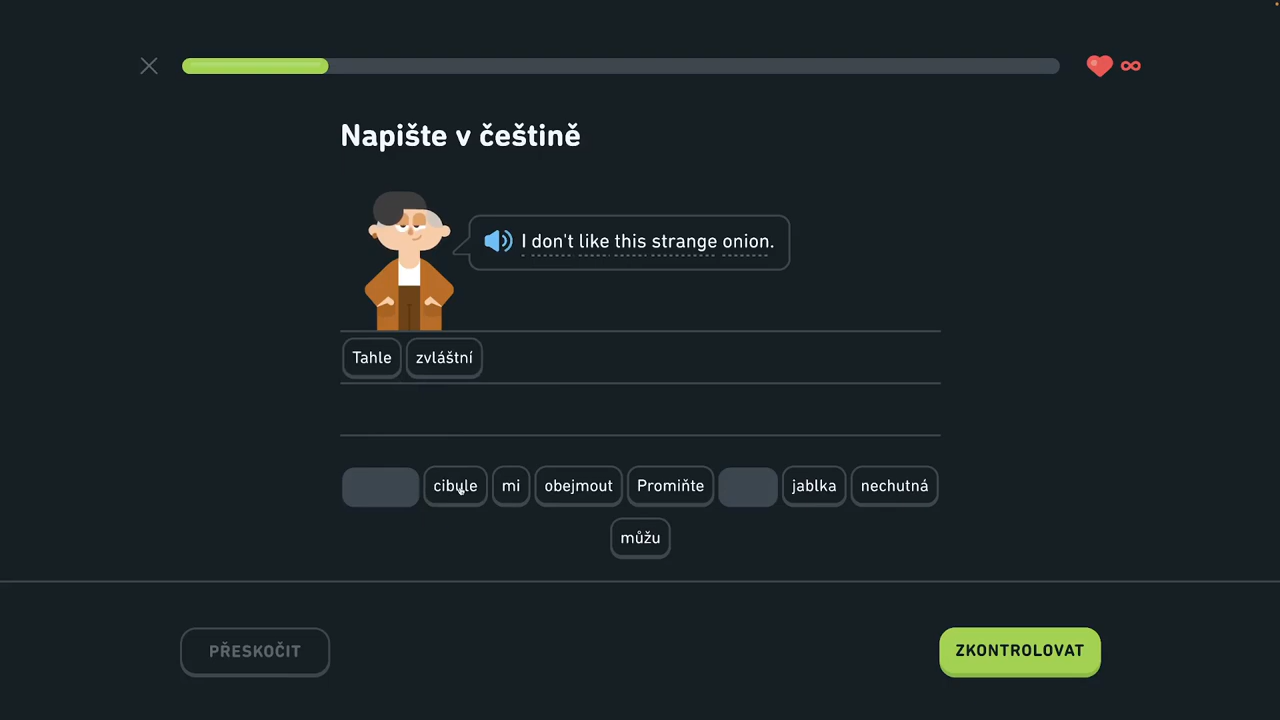 Napište v češtině
I don't like this strange onion.
Tahle zvláštní
cibule mi obejmout Promiňte jablka nechutná
můžu
PŘESKOČIT ZKONTROLOVAT